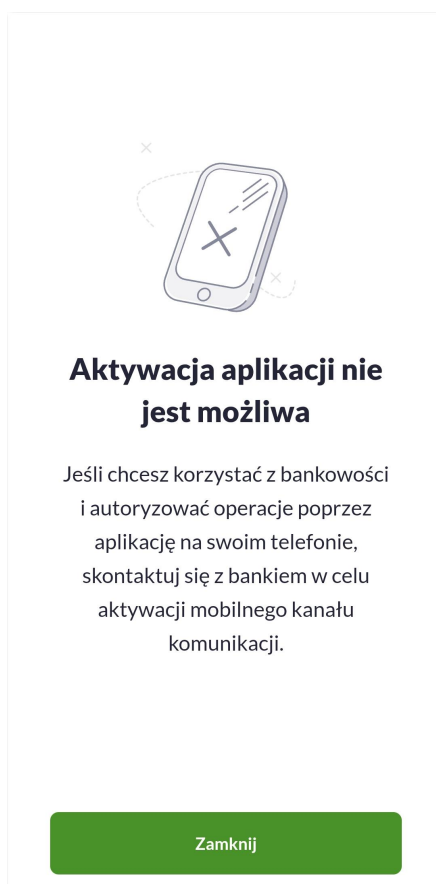 Aktywacja aplikacji nie
jest możliwa
Jeśli chcesz korzystać z bankowości
i autoryzować operacje poprzez
aplikację na swoim telefonie,
skontaktuj się z bankiem w celu
aktywacji mobilnego kanału
komunikacji.
Zamknij